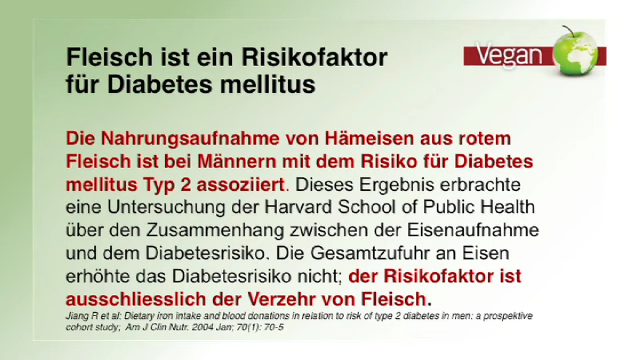 Fleisch ist ein Risikofaktor
für Diabetes mellitus
Vegan
Die Nahrungsaufnahme von Hämeisen aus rotem
Fleisch ist bei Männern mit dem Risiko für Diabetes
mellitus Typ 2 assoziiert. Dieses Ergebnis erbrachte
eine Untersuchung der Harvard School of Public Health
über den Zusammenhang zwischen der Eisenaufnahme
und dem Diabetesrisiko. Die Gesamtzufuhr an Eisen
erhöhte das Diabetesrisiko nicht; der Risikofaktor ist
ausschliesslich der Verzehr von Fleisch.
Jiang R et al: Dietary iron intake and blood donations in relation to risk of type 2 diabetes in men: a prospektive
cohort study; Am J Clin Nutr. 2004 Jan; 70(1): 70-5